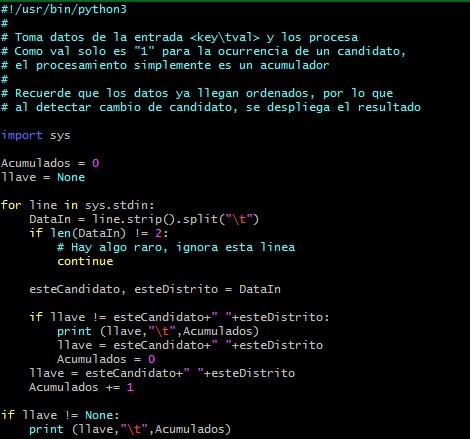 #!/usr/bin/python3
#
# Toma datos de la entrada <key\tval> y los procesa
# Como val solo es "1" para la ocurrencia de un candidato,
# el procesamiento simplemente es un acumulador
#
# Recuerde que los datos ya llegan ordenados, por lo que
# al detectar cambio de candidato, se despliega el resultado

import sys

Acumulados = 0
llave = None

for line in sys.stdin:
    DataIn = line.strip().split("\t")
    if len(DataIn) != 2:
        # Hay algo raro, ignora esta linea
        continue

    esteCandidato, esteDistrito = DataIn

    if llave != esteCandidato+" "+esteDistrito:
        print (llave,"\t",Acumulados)
        llave = esteCandidato+" "+esteDistrito
        Acumulados = 0
    llave = esteCandidato+" "+esteDistrito
    Acumulados += 1

if llave != None:
    print (llave,"\t",Acumulados)